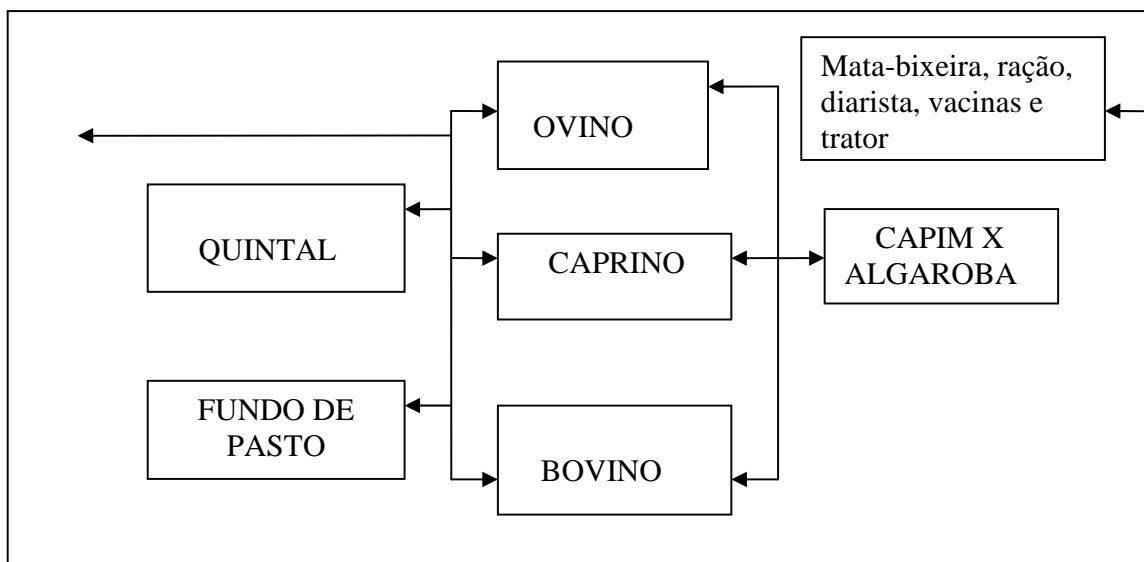 Mata-bixeira, ração,
diarista, vacinas e
trator
OVINO
QUINTAL
CAPRINO
CAPIM X
ALGAROBA
FUNDO DE
PASTO
BOVINO